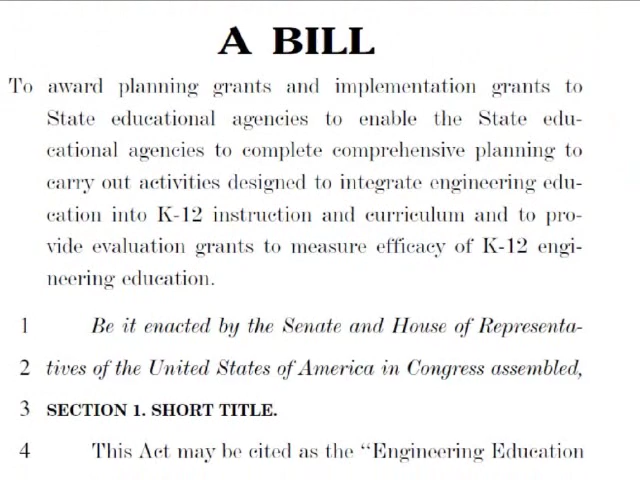 A BILL
To award planning grants and implementation grants to
State educational agencies to enable the State edu-
cational agencies to complete comprehensive planning to
carry out activities designed to integrate engineering edu-
cation into K-12 instruction and curriculum and to pro-
vide evaluation grants to measure efficacy of K-12 engi-
neering education.
1 Be it enacted by the Senate and House of Representa-
2 tives of the United States of America in Congress assembled,
3 SECTION 1. SHORT TITLE.
4 This Act may be cited as the “Engineering Education